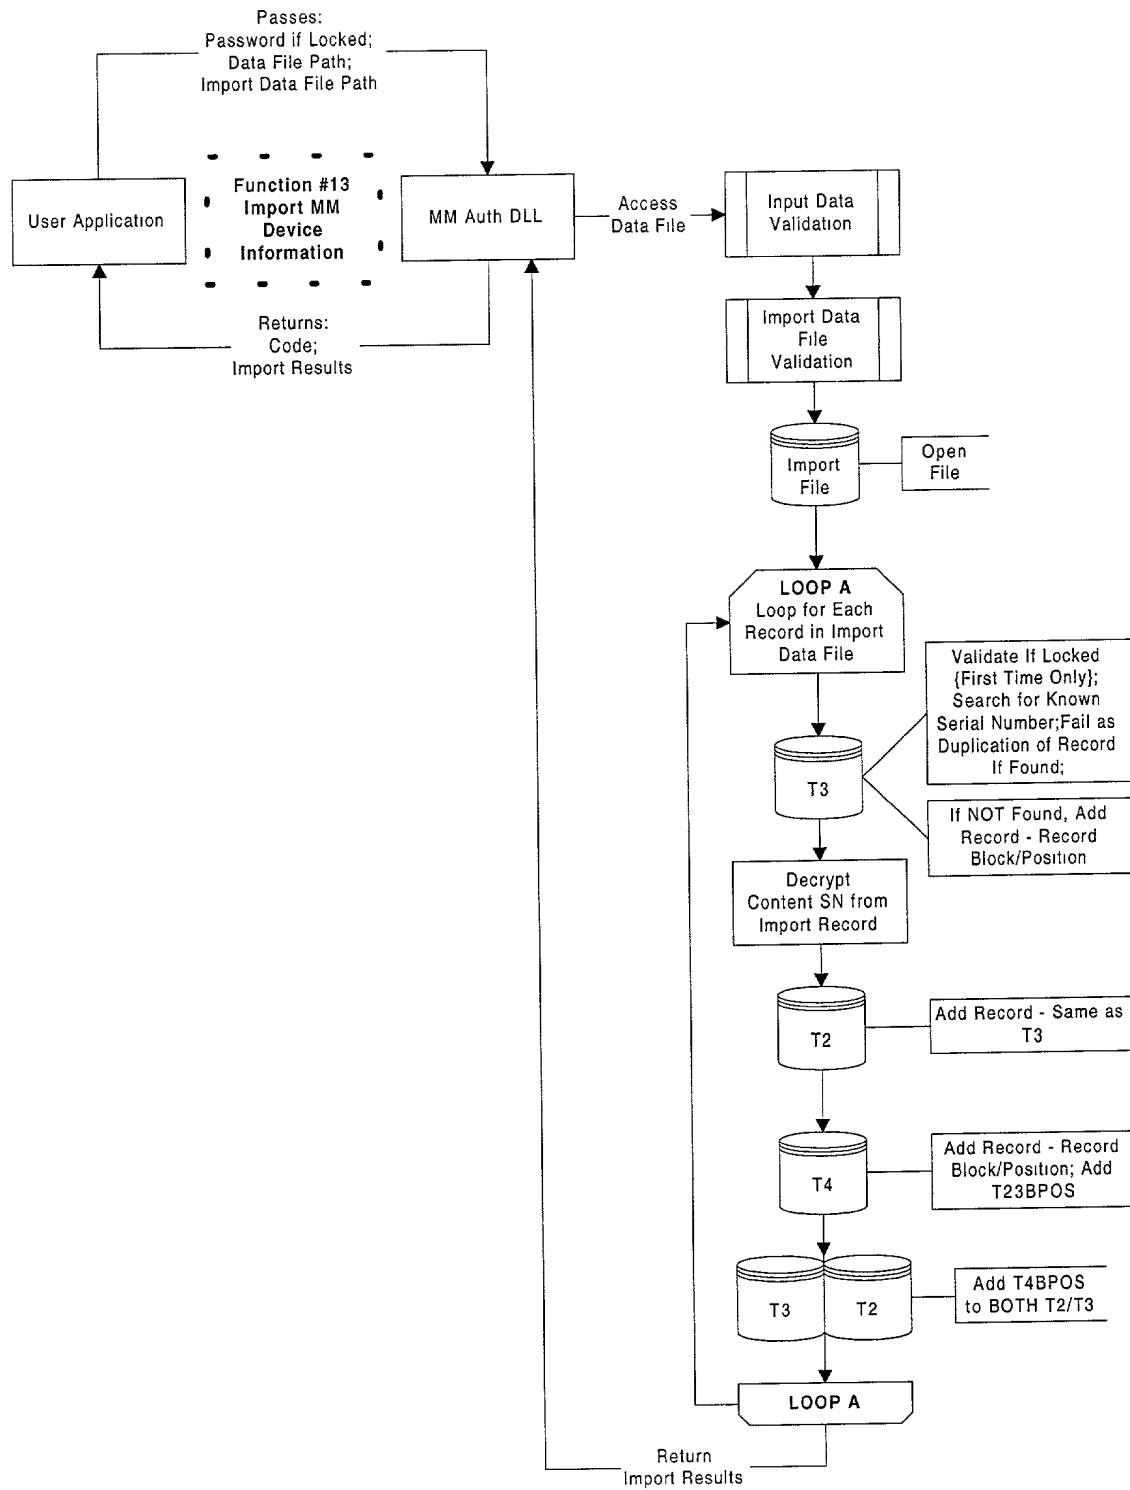 Passes:
Password if Locked;
Data File Path;
Import Data File Path
User Application
Function #13
Import MM
Device
Information
MM Auth DLL
Access
Data File
Input Data
Validation
Returns:
Code;
Import Results
Import Data
File
Validation
Import
File
Open
File
LOOP A
Loop for Each
Record in Import
Data File
Validate If Locked
{First Time Only};
Search for Known
Serial Number;Fail as
Duplication of Record
If Found;
T3
If NOT Found, Add
Record - Record
Block/Position
Decrypt
Content SN from
Import Record
T2
Add Record - Same as
T3
T4
Add Record - Record
Block/Position; Add
T23BPOS
T3
T2
Add T4BPOS
to BOTH T2/T3
LOOP A
Return
Import Results